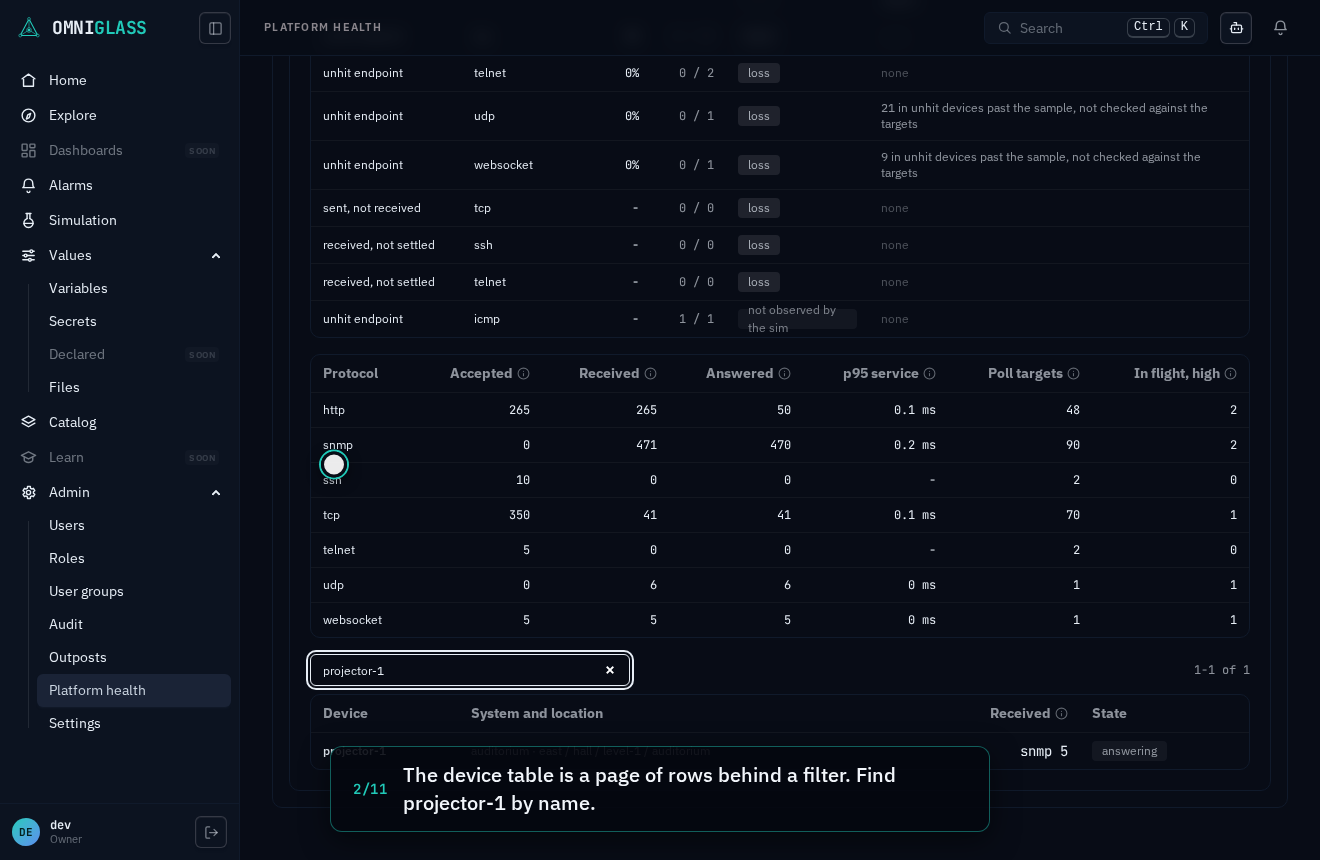 OMNIGLASS
PLATFORM HEALTH
Search
Ctrl K
Home
Explore
Dashboards SOON
Alarms
Simulation
Values
Variables
Secrets
Declared SOON
Files
Catalog
Learn SOON
Admin
Users
Roles
User groups
Audit
Outposts
Platform health
Settings
DE
dev
Owner
unhit endpoint telnet 0% 0 / 2 loss none
unhit endpoint udp 0% 0 / 1 loss 21 in unhit devices past the sample, not checked against the
targets
unhit endpoint websocket 0% 0 / 1 loss 9 in unhit devices past the sample, not checked against the
targets
sent, not received tcp - 0 / 0 loss none
received, not settled ssh - 0 / 0 loss none
received, not settled telnet - 0 / 0 loss none
unhit endpoint icmp - 1 / 1 not observed by none
the sim
Protocol Accepted Received Answered p95 service Poll targets In flight, high
http 265 265 50 0.1 ms 48 2
snmp 0 471 470 0.2 ms 90 2
ssh 10 0 0 - 2 0
tcp 350 41 41 0.1 ms 70 1
telnet 5 0 0 - 2 0
udp 0 6 6 0 ms 1 1
websocket 5 5 5 0 ms 1 1
projector-1
1-1 of 1
Device System and location Received State
projector-1 snmp 5 answering
2/11 The device table is a page of rows behind a filter. Find
projector-1 by name.